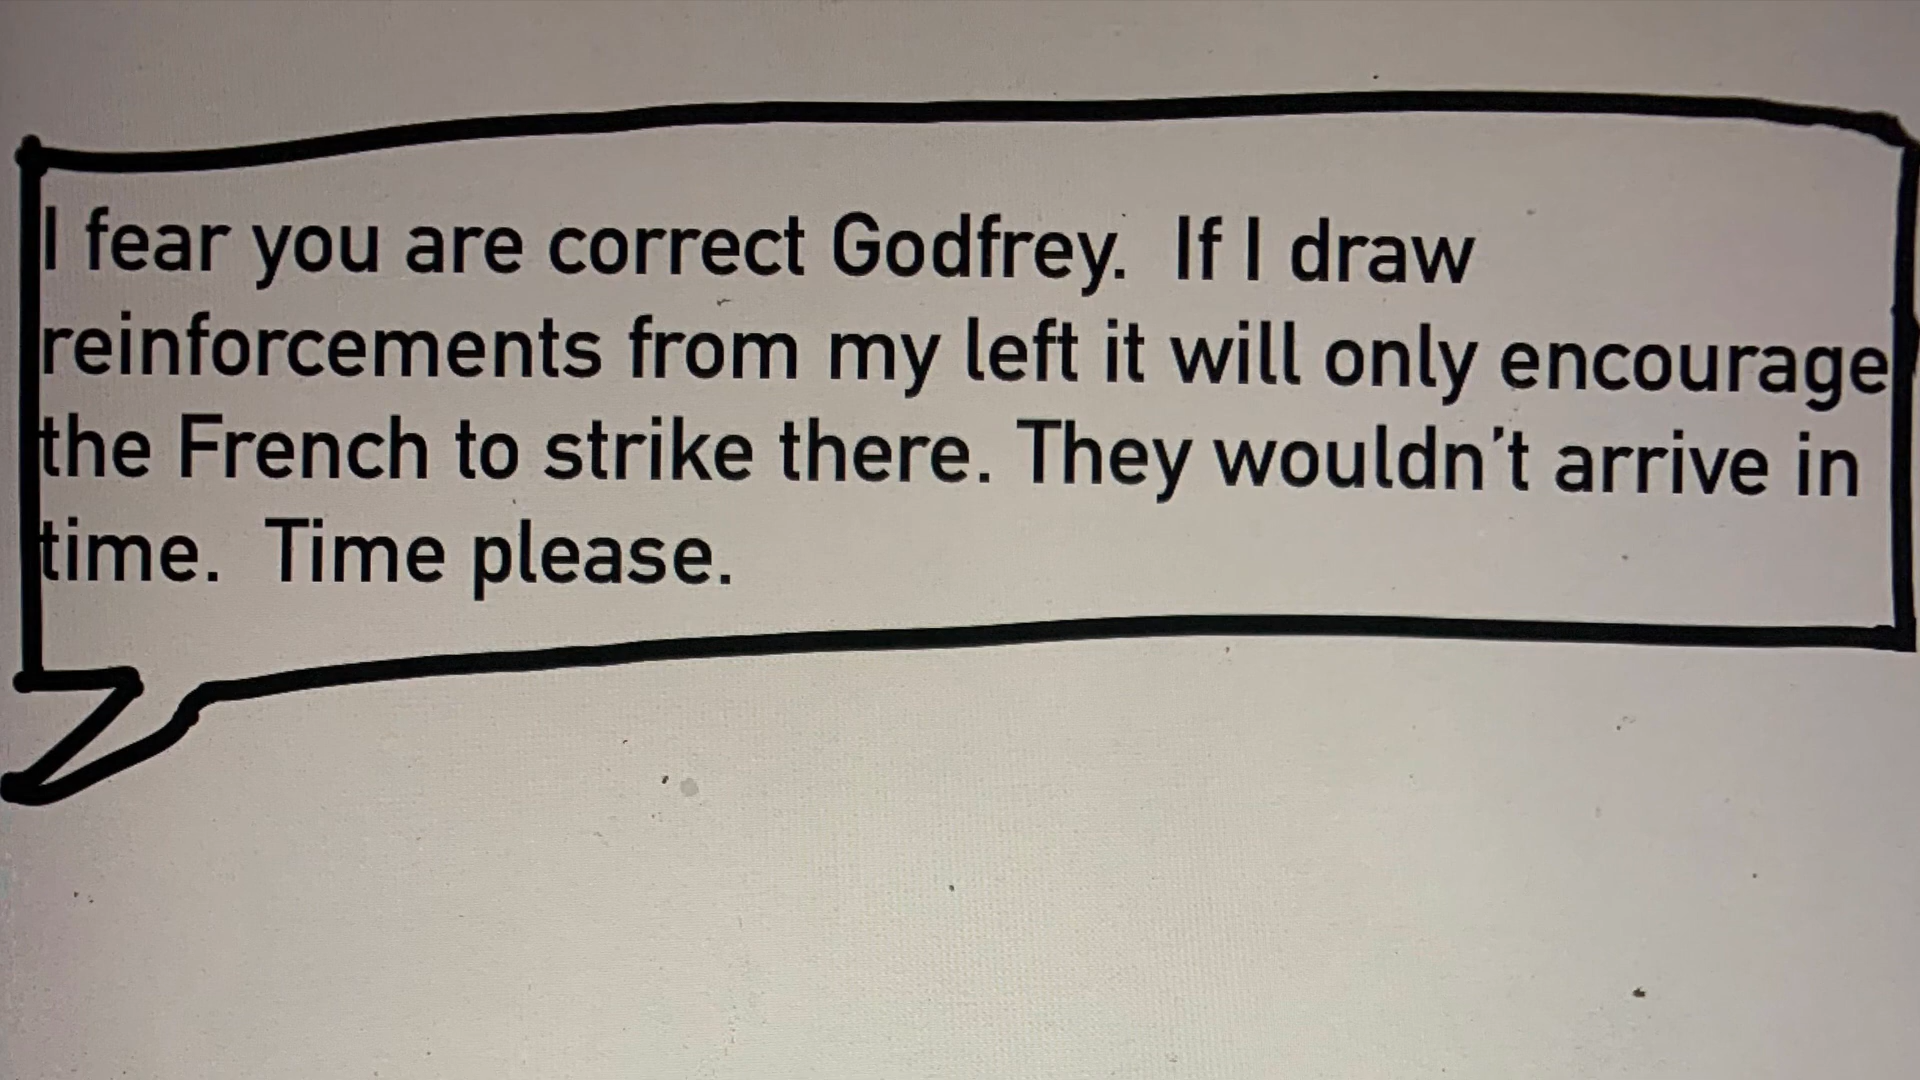 I fear you are correct Godfrey.  If I draw
reinforcements from my left it will only encourage
the French to strike there. They wouldn't arrive in
time.  Time please.